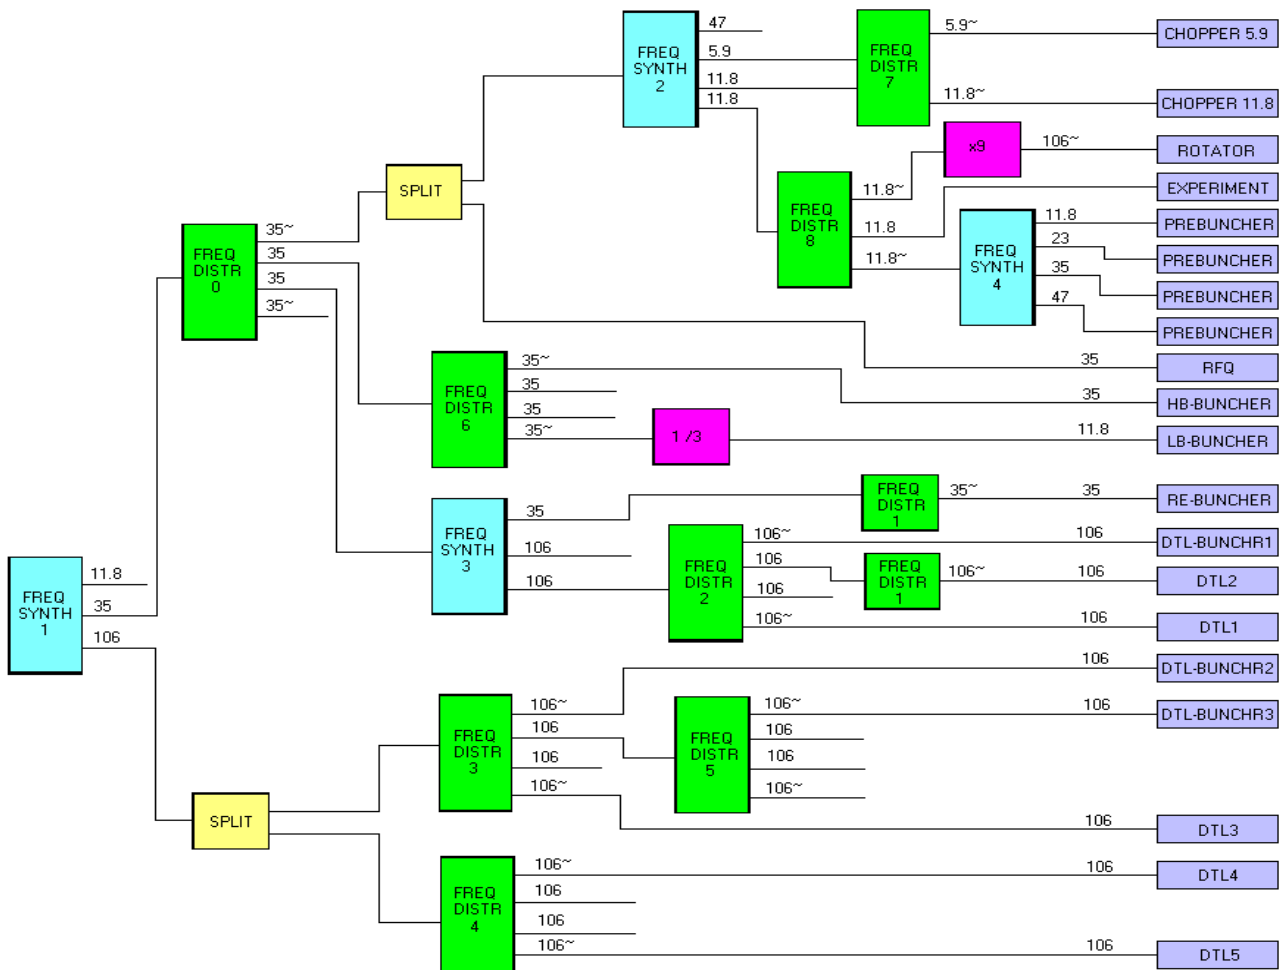 47
5.9~
CHOPPER 5.9
FREQ
SYNTH
2
5.9
FREQ
DISTR
7
11.8
11.8
11.8~
CHOPPER 11.8
x9
106~
ROTATOR
SPLIT
11.8~
EXPERIMENT
FREQ
DISTR
8
11.8
11.8~
FREQ
SYNTH
4
11.8
PREBUNCHER
23
PREBUNCHER
35
PREBUNCHER
47
PREBUNCHER
FREQ
DISTR
0
35~
35
35
35~
35
RFQ
FREQ
DISTR
6
35~
35
35
35~
35
HB-BUNCHER
1 /3
11.8
LB-BUNCHER
FREQ
SYNTH
3
35
106
106
FREQ
DISTR
1
35~
35
RE-BUNCHER
FREQ
DISTR
2
106~
106
106
106~
106
DTL-BUNCHR1
FREQ
DISTR
1
106~
106
DTL2
106
DTL1
FREQ
SYNTH
1
11.8
35
106
106
DTL-BUNCHR2
FREQ
DISTR
3
106~
106
106
106~
FREQ
DISTR
5
106~
106
106
106~
106
DTL-BUNCHR3
SPLIT
106
DTL3
FREQ
DISTR
4
106~
106
106
106~
106
DTL4
106
DTL5